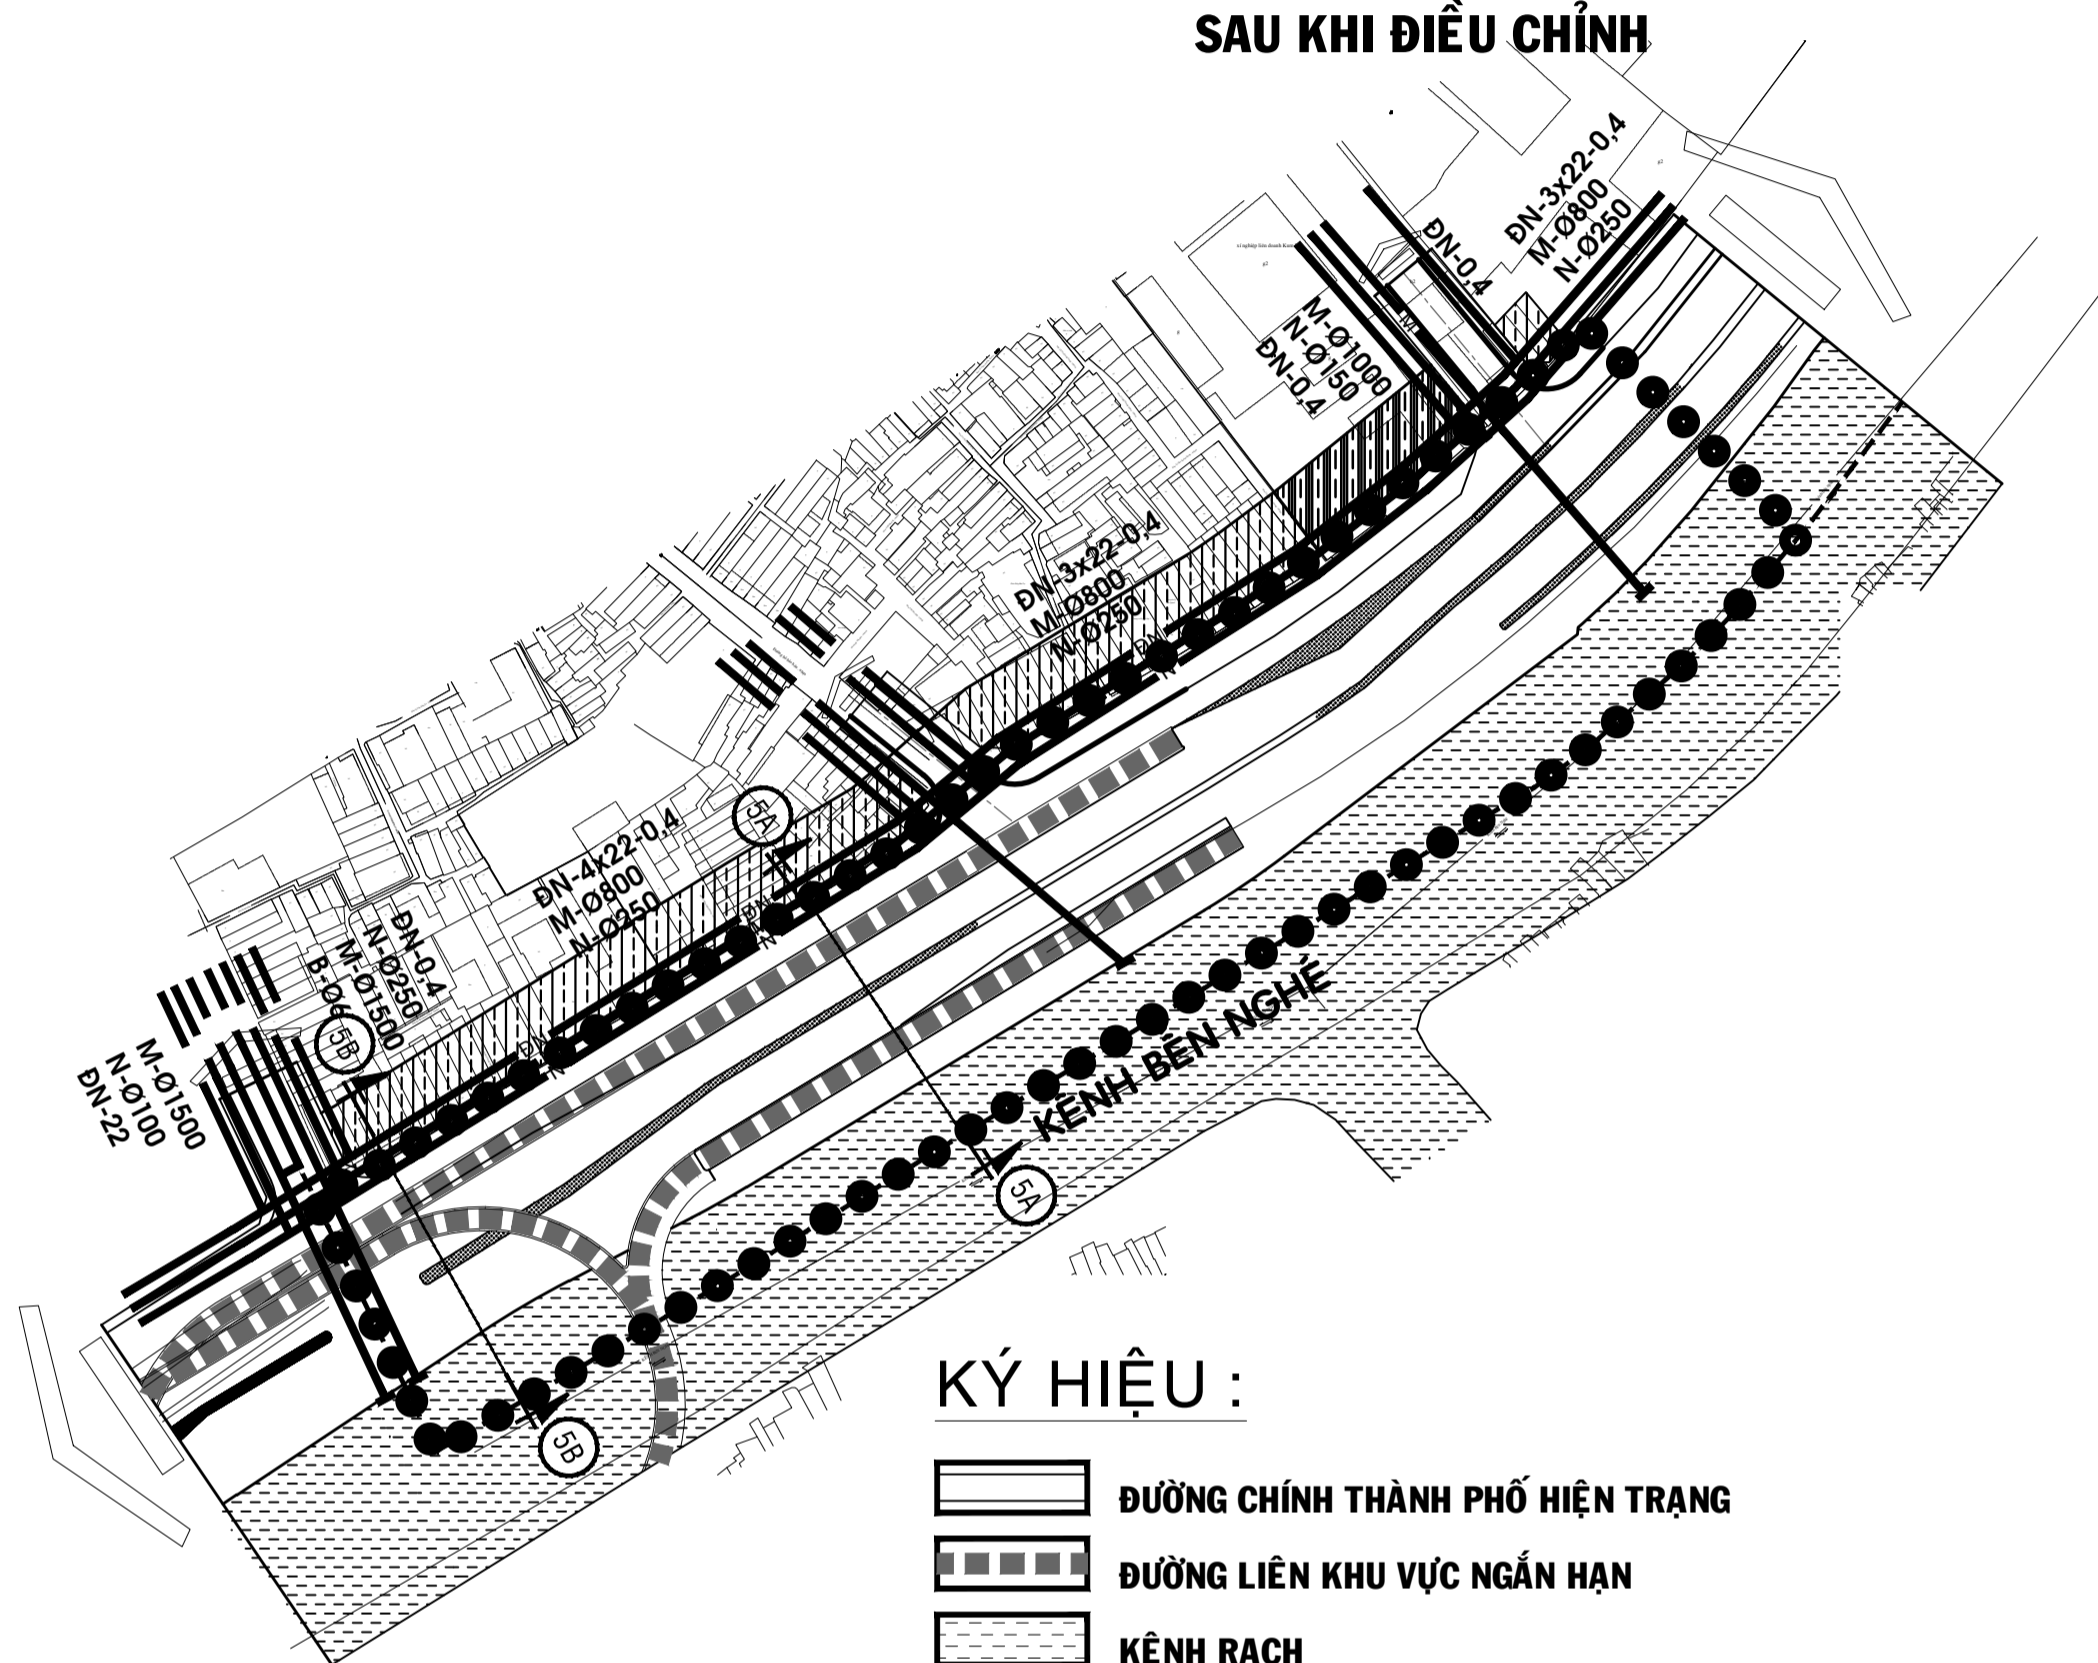 SAU KHI ĐIỀU CHỈNH
ĐN-3x22-0,4
M-Ø800
N-Ø250
ĐN-0,4
M-Ø1000
N-Ø150
ĐN-0,4
M
ĐN-3x22-0,4
M-Ø800
N-Ø250
ĐN
N
5A
ĐN-4x22-0,4
M-Ø800
N-Ø250
ĐN
N
ĐN-0,4
N-Ø250
M-Ø1500
5B
ĐN
N
M-Ø1500
N-Ø100
ĐN-22
KÊNH BẾN NGHÉ
5A
5B
KÝ HIỆU :
ĐƯỜNG CHÍNH THÀNH PHỐ HIỆN TRẠNG
ĐƯỜNG LIÊN KHU VỰC NGẮN HẠN
KÊNH RẠCH